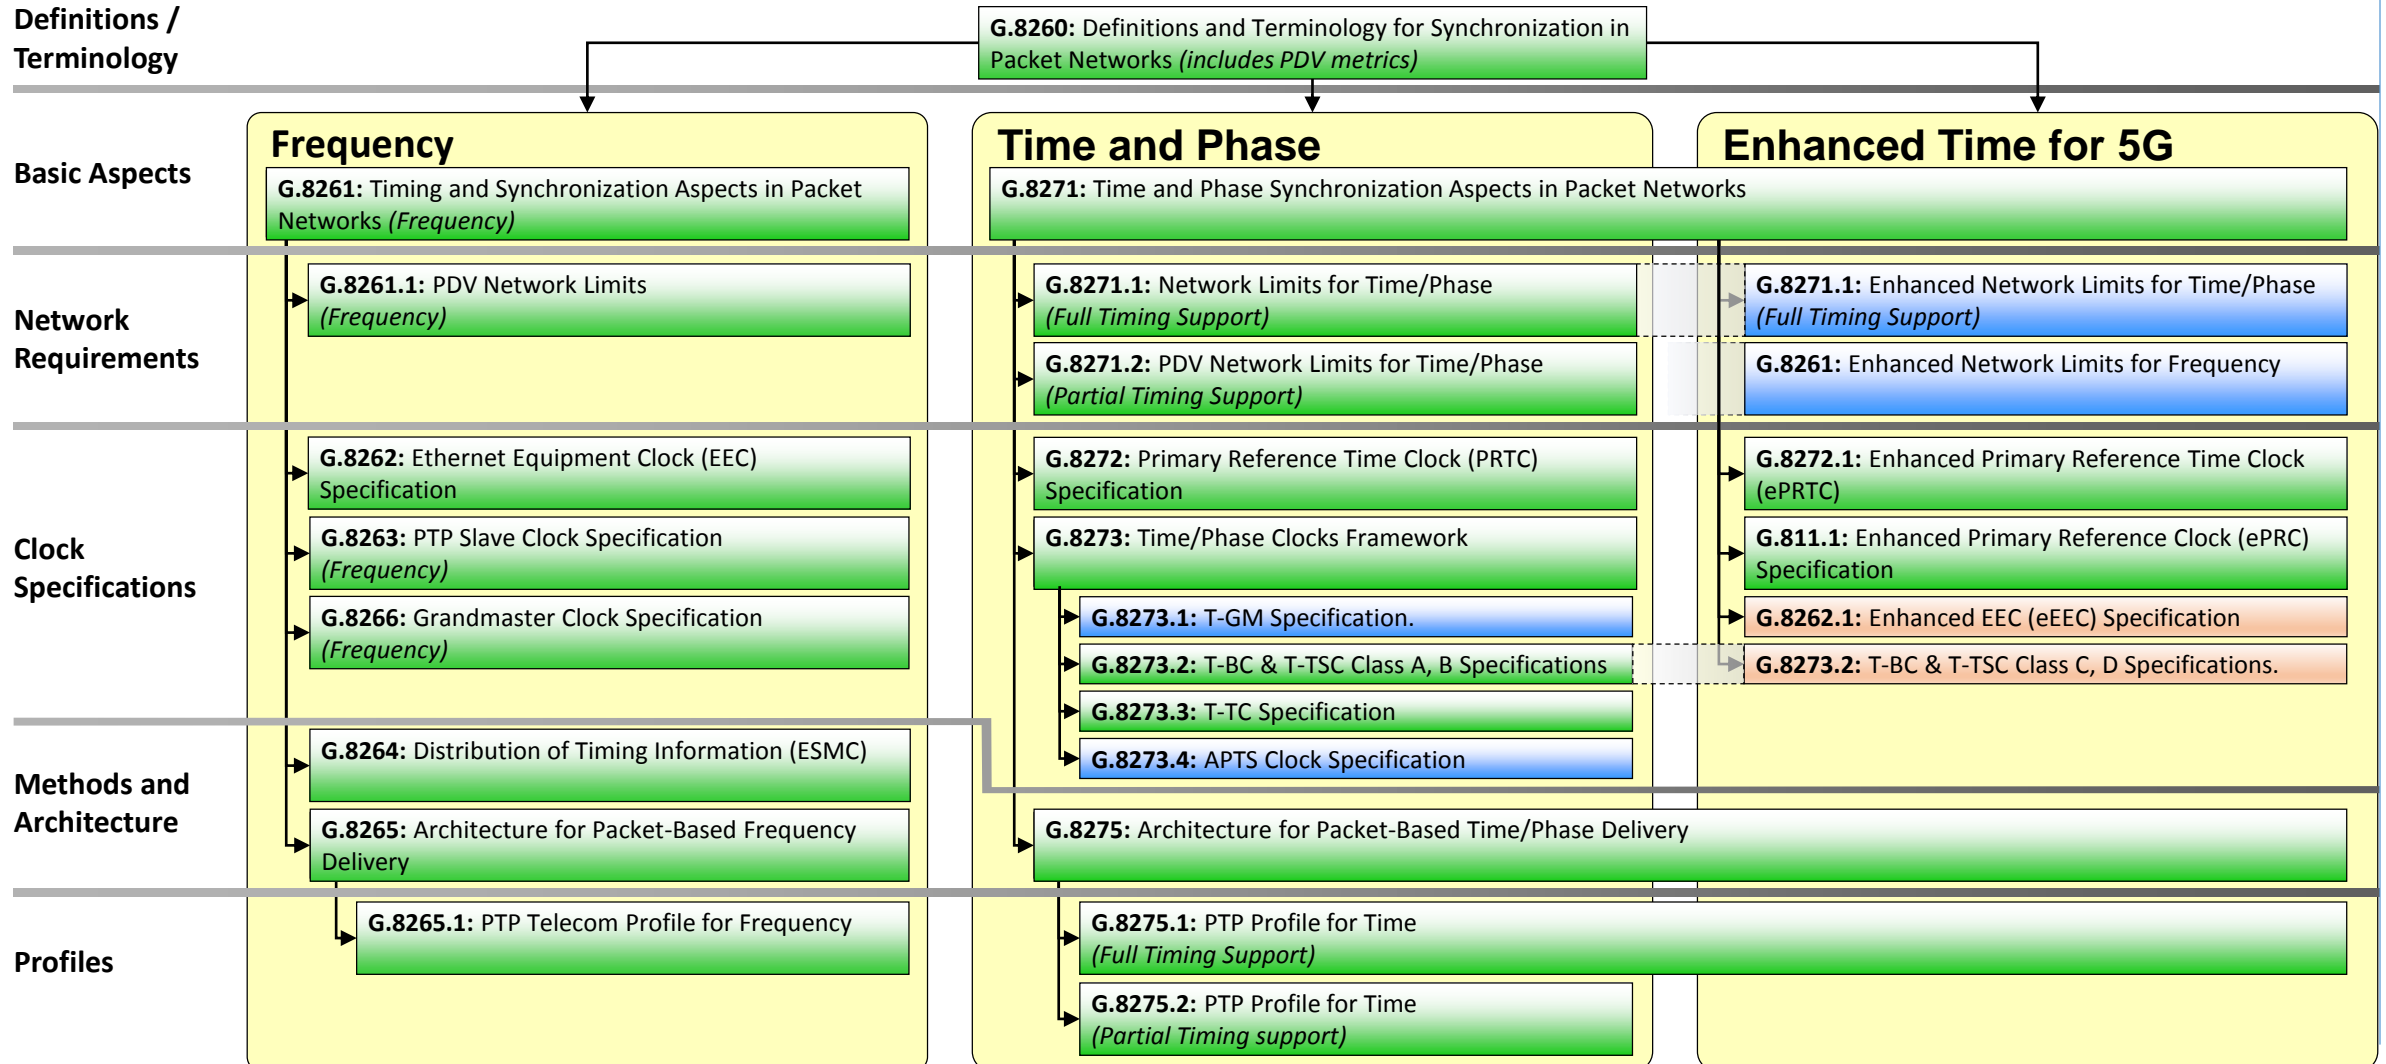 Definitions /
Terminology
G.8260: Definitions and Terminology for Synchronization in
Packet Networks (includes PDV metrics)
Basic Aspects
Frequency
G.8261: Timing and Synchronization Aspects in Packet
Networks (Frequency)
Time and Phase
Enhanced Time for 5G
G.8271: Time and Phase Synchronization Aspects in Packet Networks
Network
Requirements
G.8261.1: PDV Network Limits
(Frequency)
G.8271.1: Network Limits for Time/Phase
(Full Timing Support)
G.8271.2: PDV Network Limits for Time/Phase
(Partial Timing Support)
G.8271.1: Enhanced Network Limits for Time/Phase
(Full Timing Support)
G.8261: Enhanced Network Limits for Frequency
Clock
Specifications
G.8262: Ethernet Equipment Clock (EEC)
Specification
G.8263: PTP Slave Clock Specification
(Frequency)
G.8266: Grandmaster Clock Specification
(Frequency)
G.8272: Primary Reference Time Clock (PRTC)
Specification
G.8273: Time/Phase Clocks Framework
G.8273.1: T-GM Specification.
G.8273.2: T-BC & T-TSC Class A, B Specifications
G.8273.3: T-TC Specification
G.8273.4: APTS Clock Specification
G.8272.1: Enhanced Primary Reference Time Clock
(ePRTC)
G.811.1: Enhanced Primary Reference Clock (ePRC)
Specification
G.8262.1: Enhanced EEC (eEEC) Specification
G.8273.2: T-BC & T-TSC Class C, D Specifications.
Methods and
Architecture
G.8264: Distribution of Timing Information (ESMC)
G.8265: Architecture for Packet-Based Frequency
Delivery
G.8275: Architecture for Packet-Based Time/Phase Delivery
Profiles
G.8265.1: PTP Telecom Profile for Frequency
G.8275.1: PTP Profile for Time
(Full Timing Support)
G.8275.2: PTP Profile for Time
(Partial Timing support)